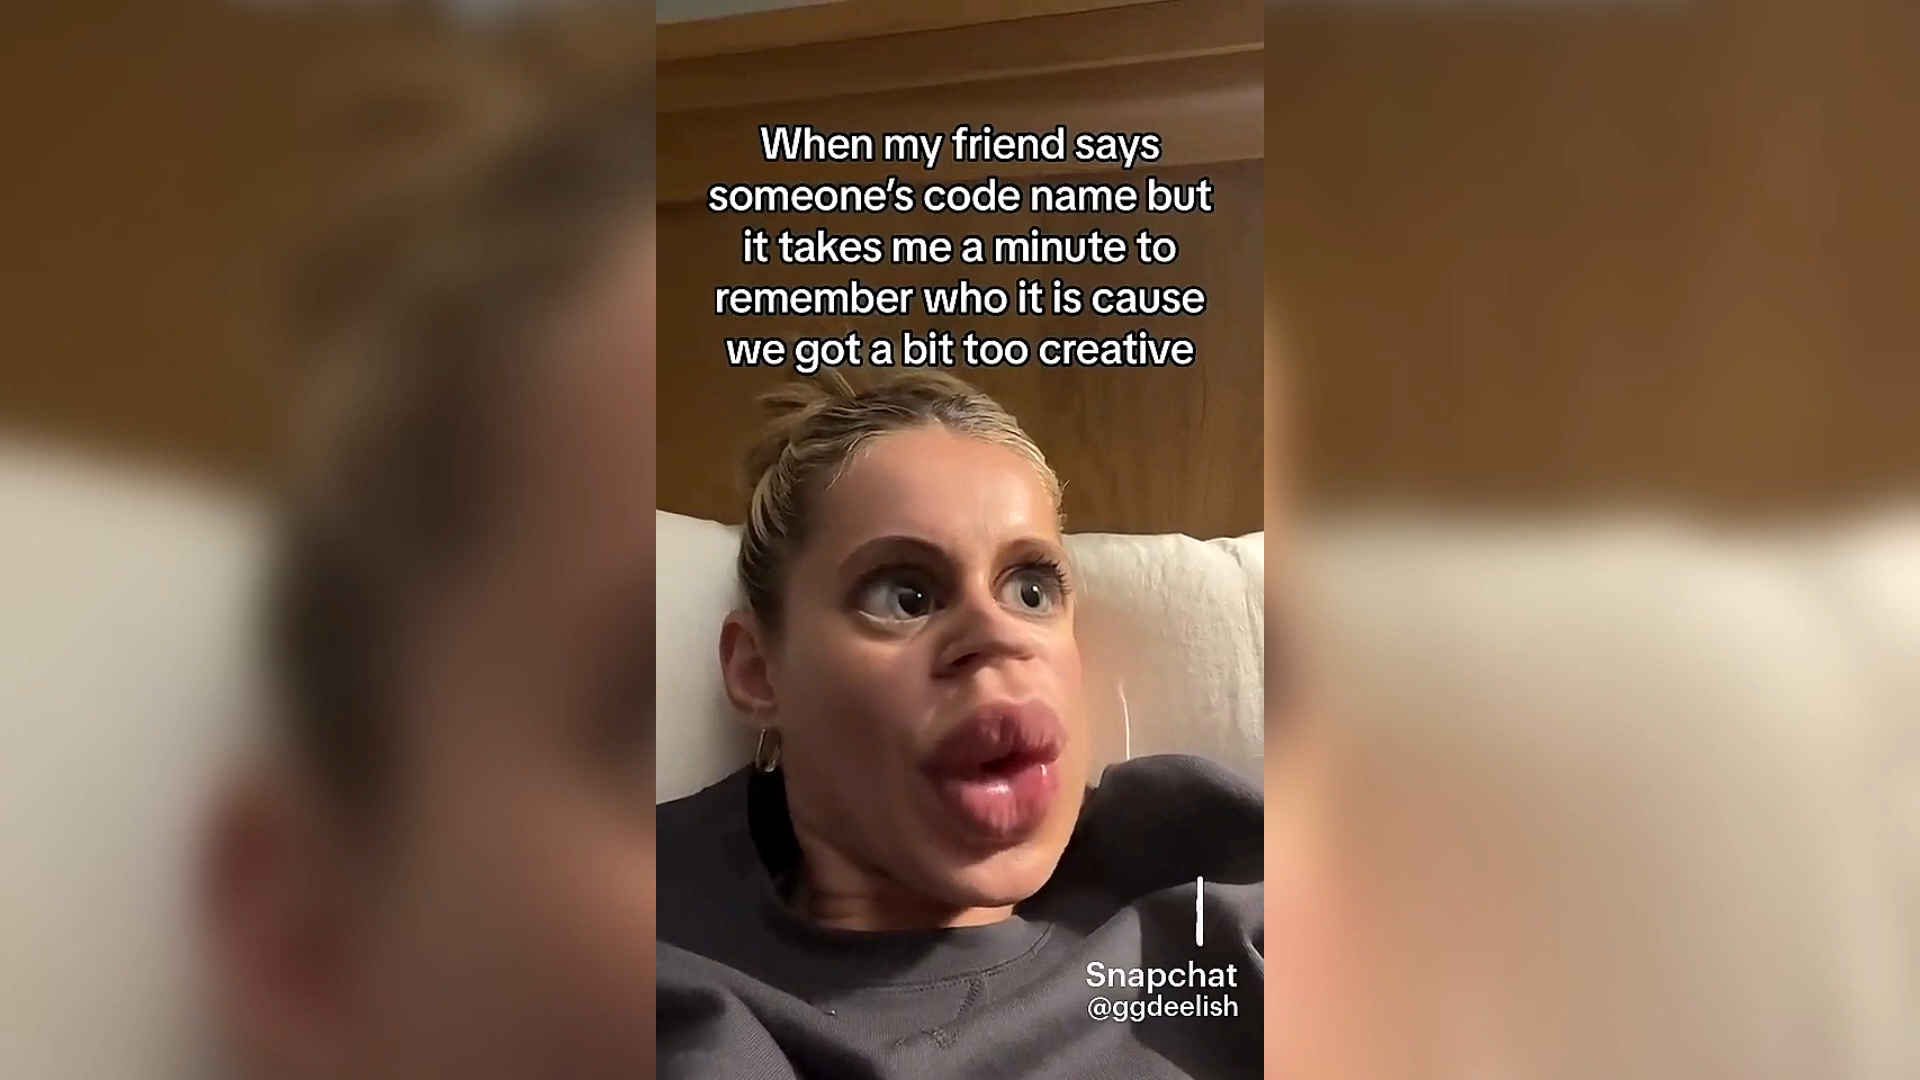 When my friend says
someone's code name but
it takes me a minute to
remember who it is cause
we got a bit too creative
Snapchat
@ggdeelish